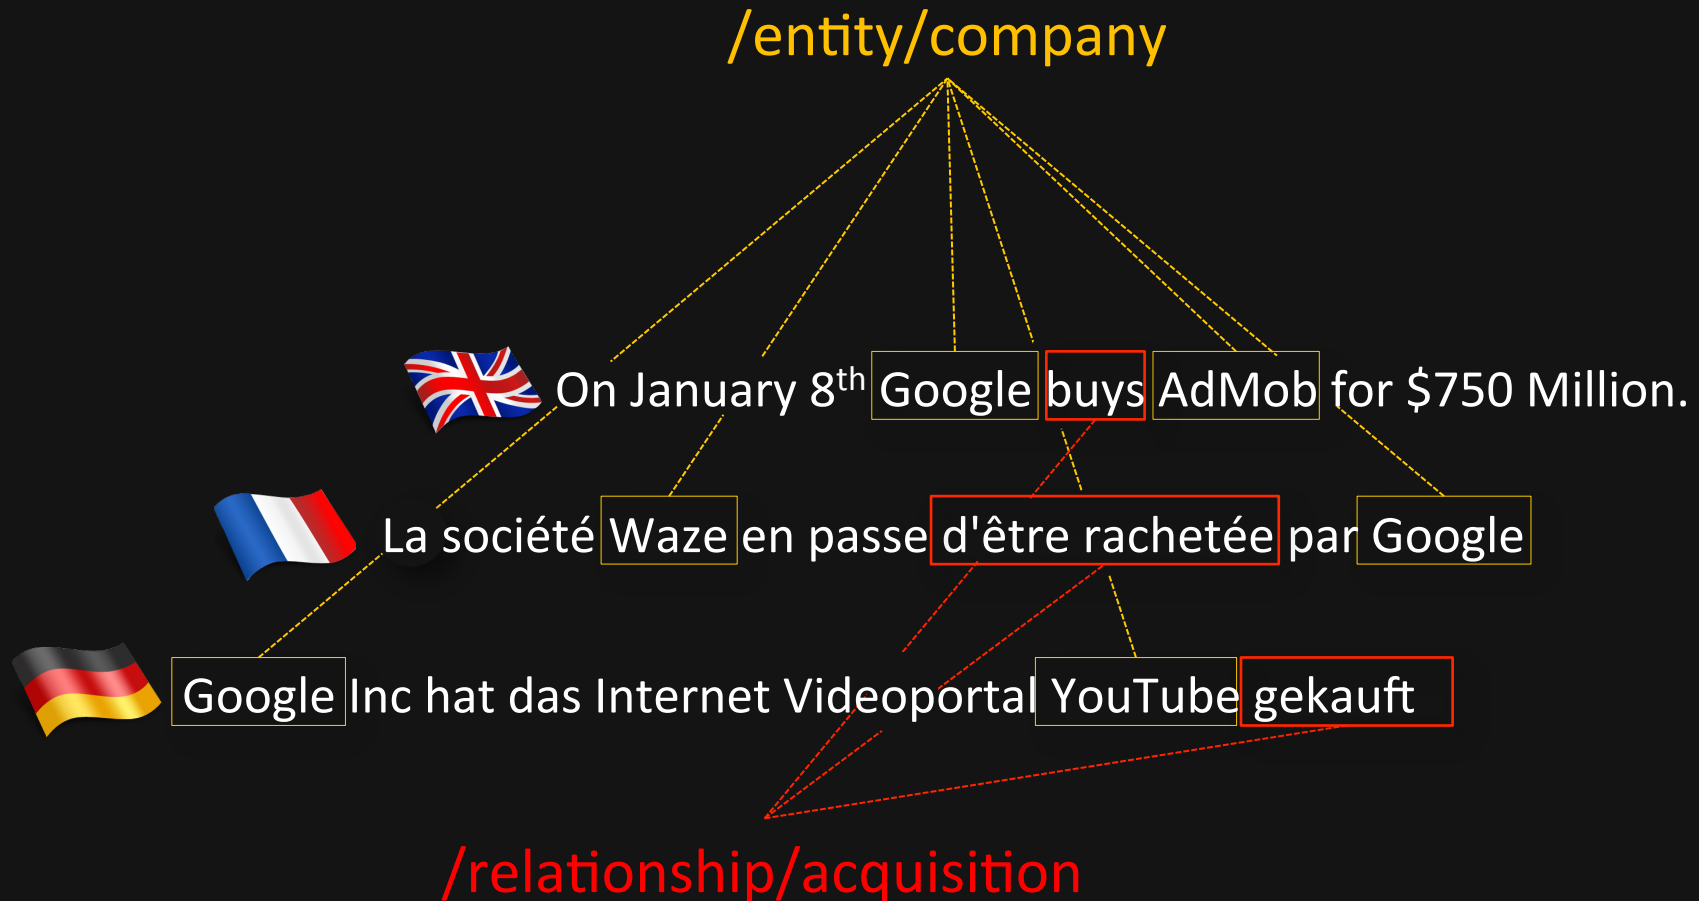 /entity/company
On January 8th Google buys AdMob for $750 Million.
La société Waze en passe d'être rachetée par Google
Google Inc hat das Internet Videoportal YouTube gekauft
/relationship/acquisition